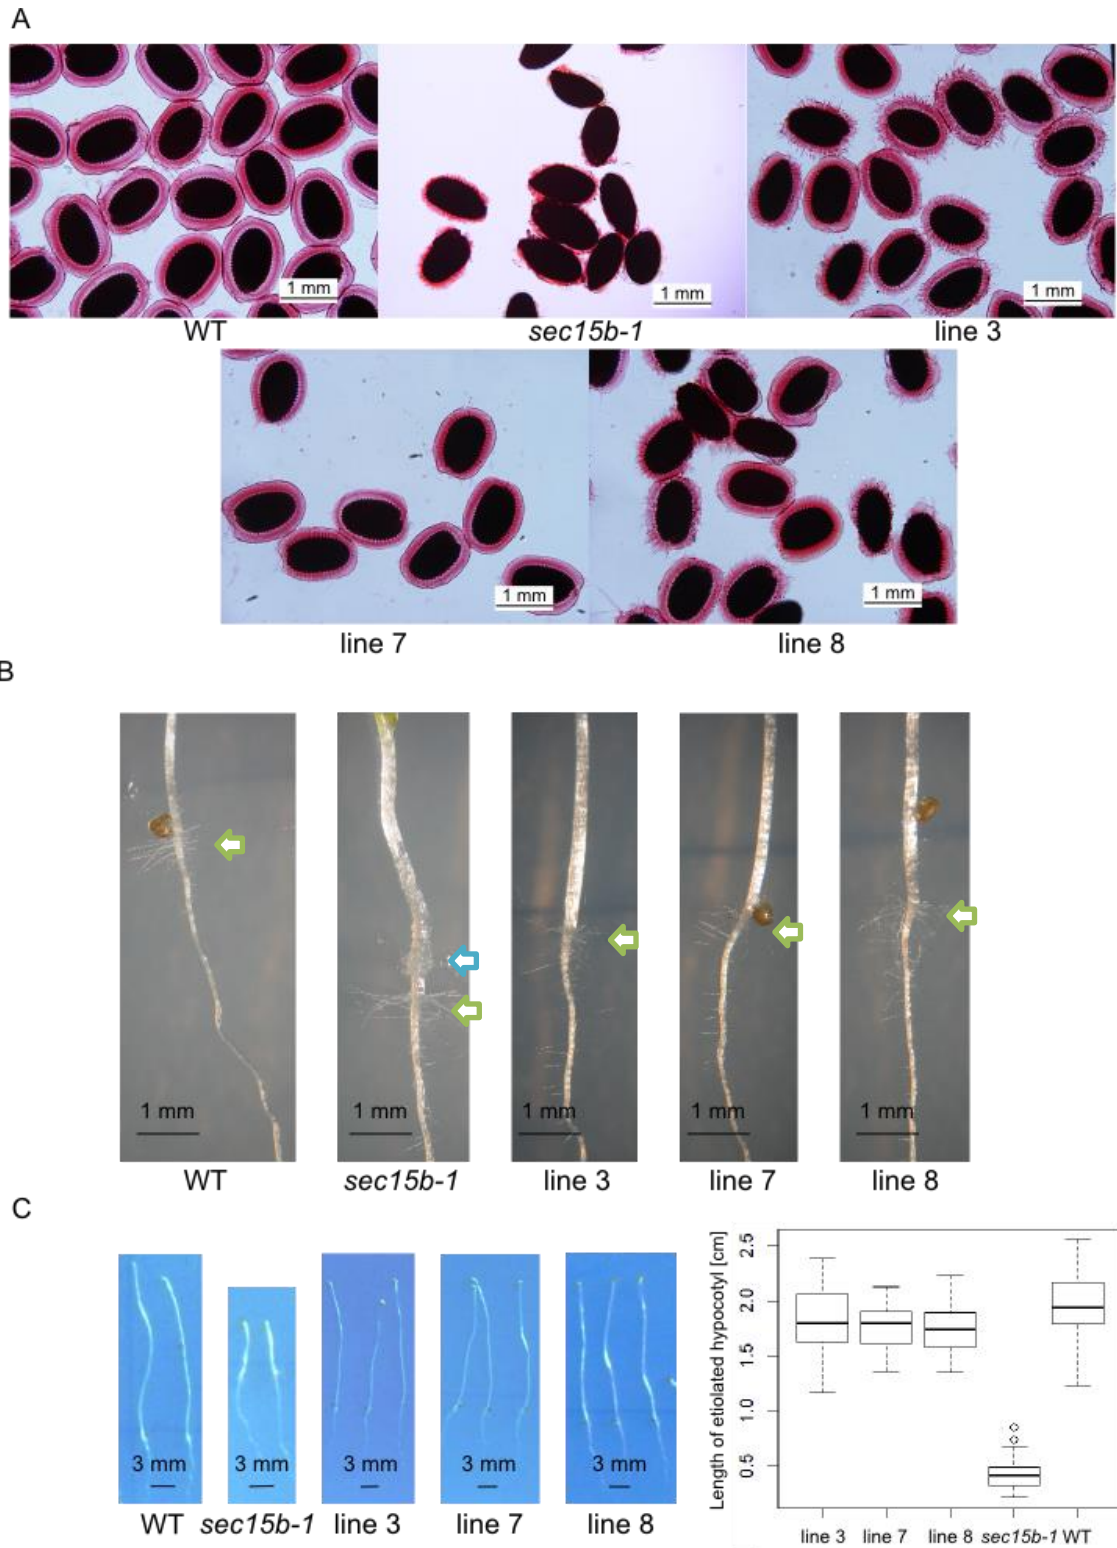 A
1 mm
1 mm
1 mm
WT
sec15b-1
line 3
1 mm
1 mm
line 7
line 8
B
1 mm
1 mm
1 mm
1 mm
1 mm
WT
sec15b-1
line 3
line 7
line 8
C
3 mm
3 mm
3 mm
3 mm
3 mm
WT sec15b-1 line 3 line 7 line 8
Length of etiolated hypocotyl [cm]
2.5
2.0
1.5
1.0
0.5
line 3 line 7 line 8 sec15b-1 WT